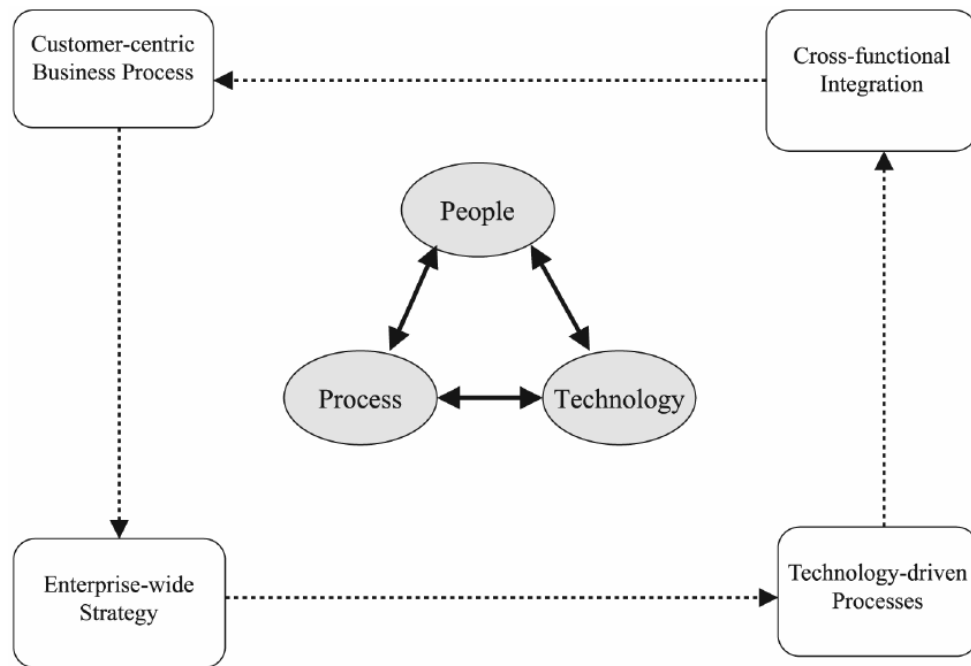 Customer-centric
Business Process
Cross-functional
Integration
People
Process
Technology
Enterprise-wide
Strategy
Technology-driven
Processes